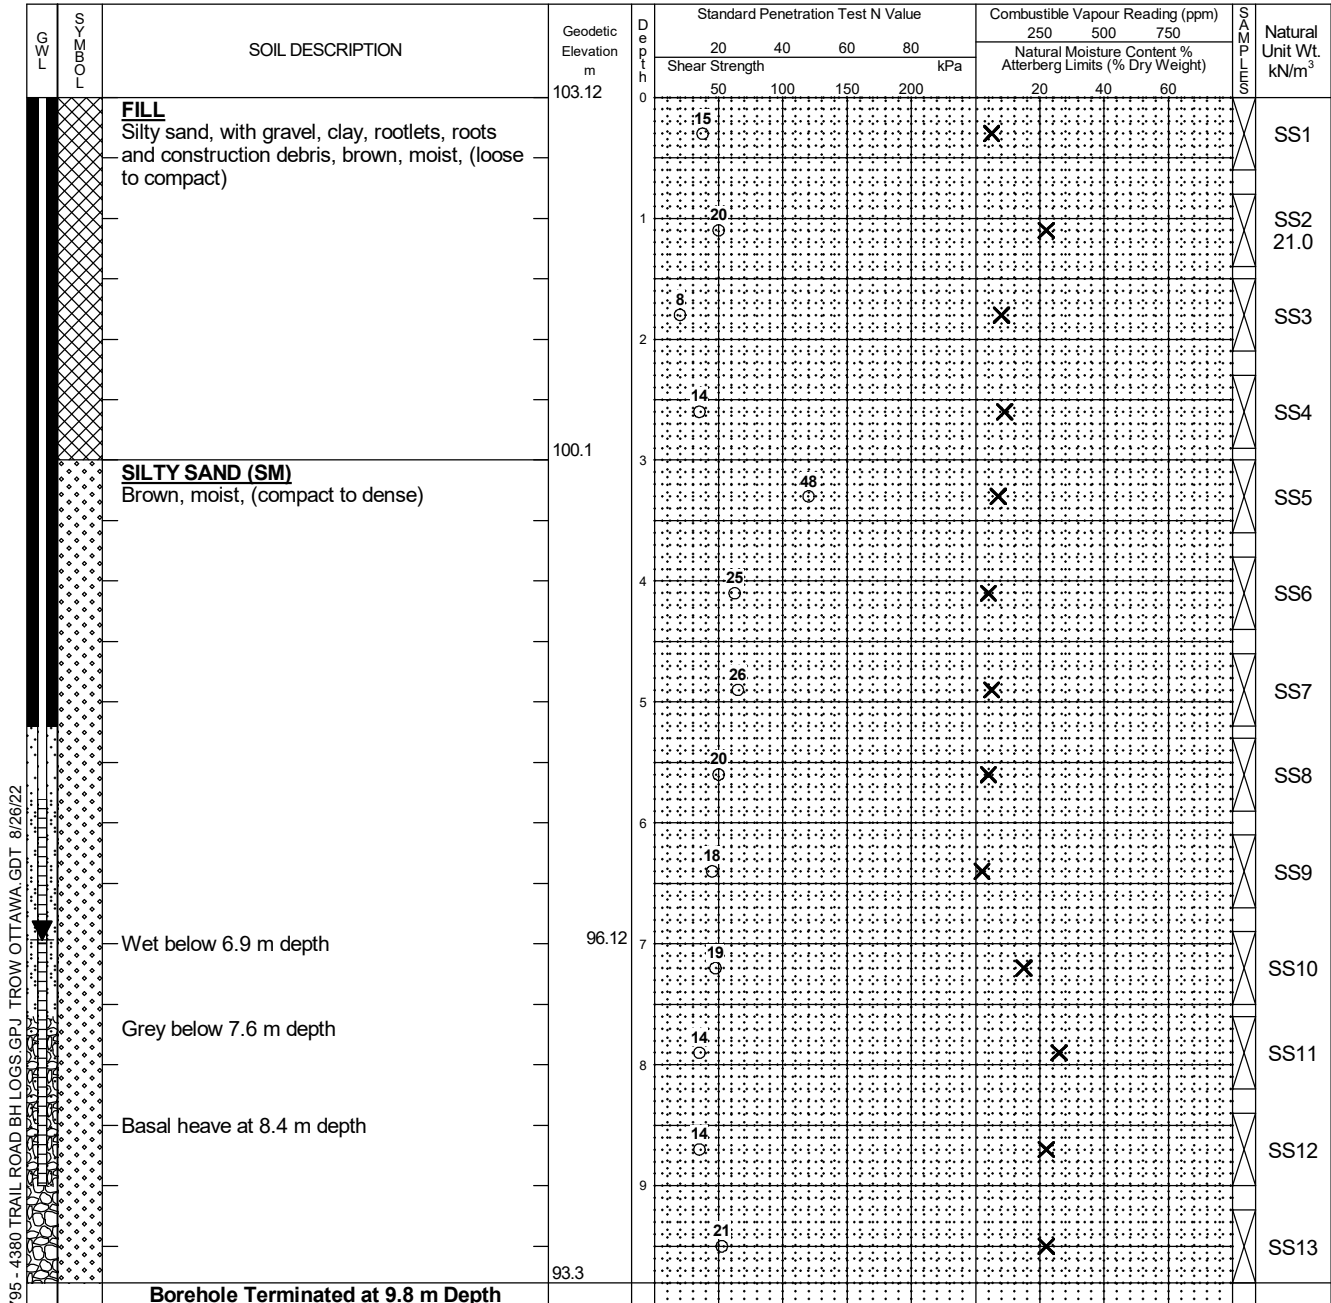 GWL
SYMBOL
SOIL DESCRIPTION
Geodetic
Elevation
m
103.12
Depth
Standard Penetration Test N Value
20 40 60 80
Shear Strength kPa
50 100 150 200
Combustible Vapour Reading (ppm)
250 500 750
Natural Moisture Content %
Atterberg Limits (% Dry Weight)
20 40 60
SAMPLES
Natural
Unit Wt.
kN/m³
0
FILL
Silty sand, with gravel, clay, rootlets, roots
and construction debris, brown, moist, (loose
to compact)
15
SS1
1
20
SS2
21.0
8
SS3
2
14
SS4
100.1
3
SILTY SAND (SM)
Brown, moist, (compact to dense)
48
SS5
4
25
SS6
26
SS7
5
20
SS8
6
18
SS9
Wet below 6.9 m depth
96.12
7
19
SS10
Grey below 7.6 m depth
14
SS11
8
Basal heave at 8.4 m depth
14
SS12
9
21
SS13
93.3
Borehole Terminated at 9.8 m Depth
795 - 4380 TRAIL ROAD BH LOGS.GPJ TROW OTTAWA.GDT 8/26/22